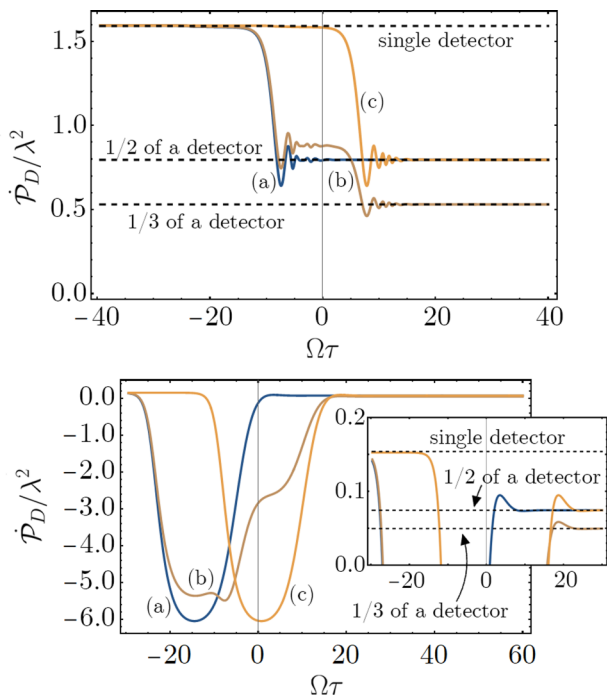 1.5
1.0
0.5
0.0
Ṗ_D/λ²
single detector
(c)
1/2 of a detector
(a)
(b)
1/3 of a detector
−40 −20 0 20 40
Ωτ
0.0
−1.0
−2.0
−3.0
−4.0
−5.0
−6.0
Ṗ_D/λ²
(b)
(a)
(c)
0.2
0.1
0.0
single detector
1/2 of a detector
−20 0 20
1/3 of a detector
−20 0 20 40 60
Ωτ